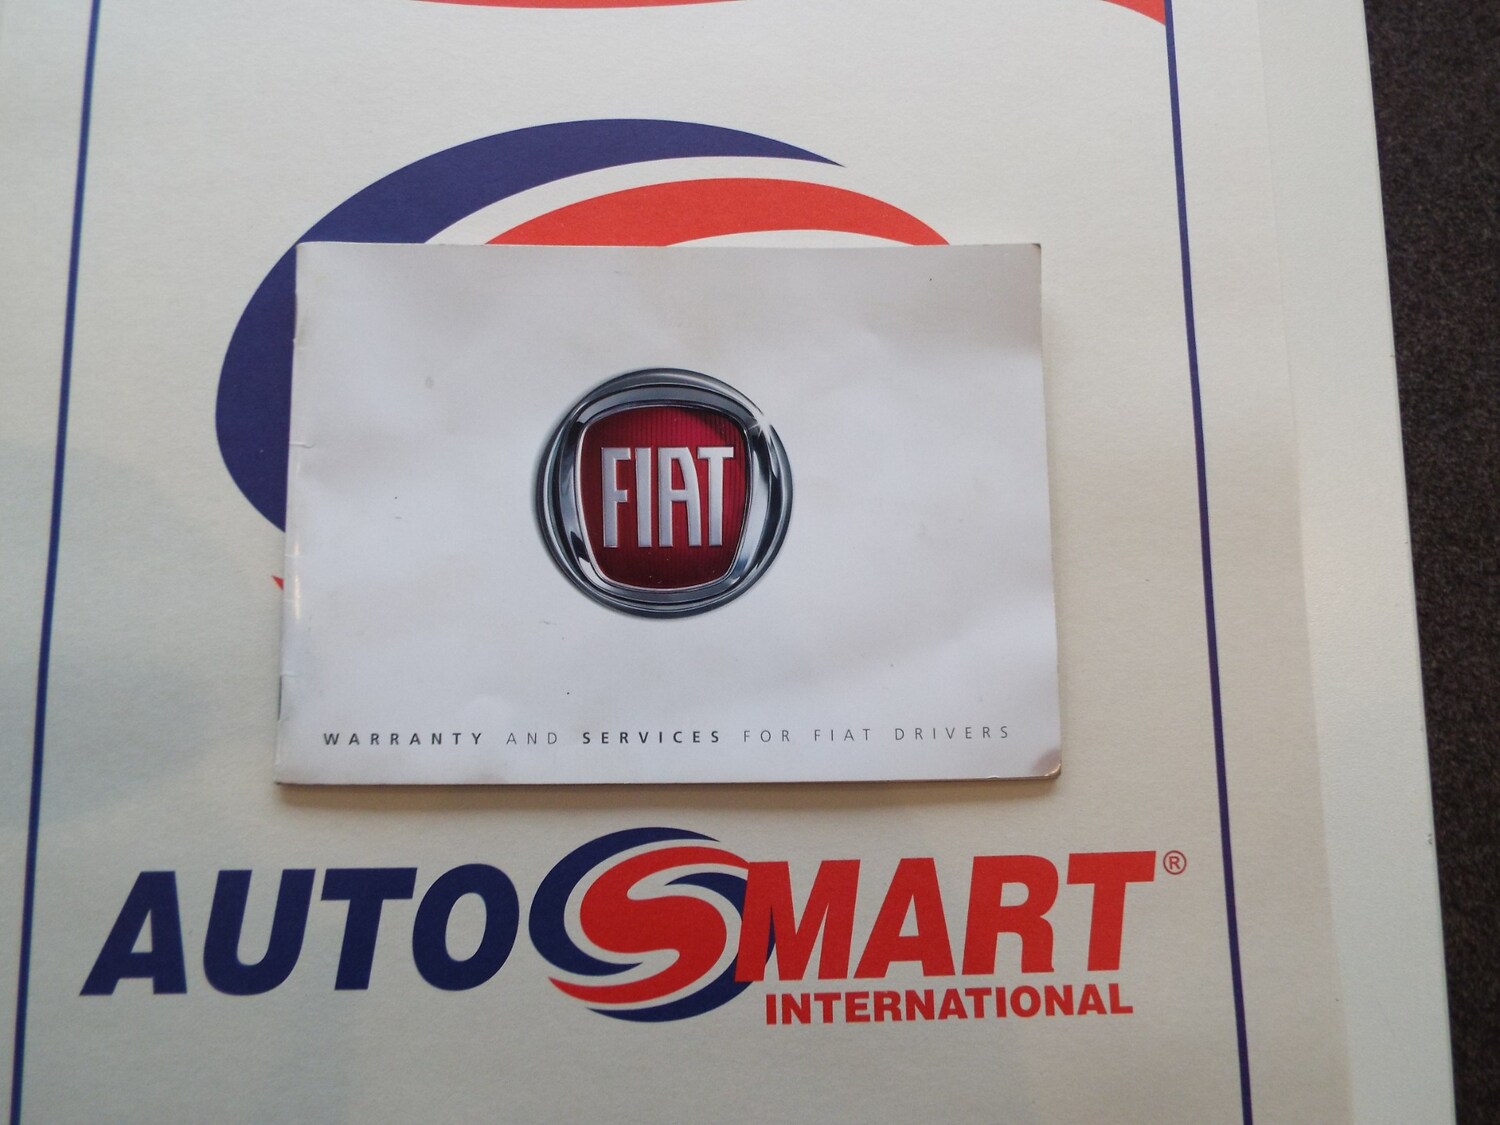 FIAT
WARRANTY AND SERVICES FOR FIAT DRIVERS
AUTOSMART®
INTERNATIONAL